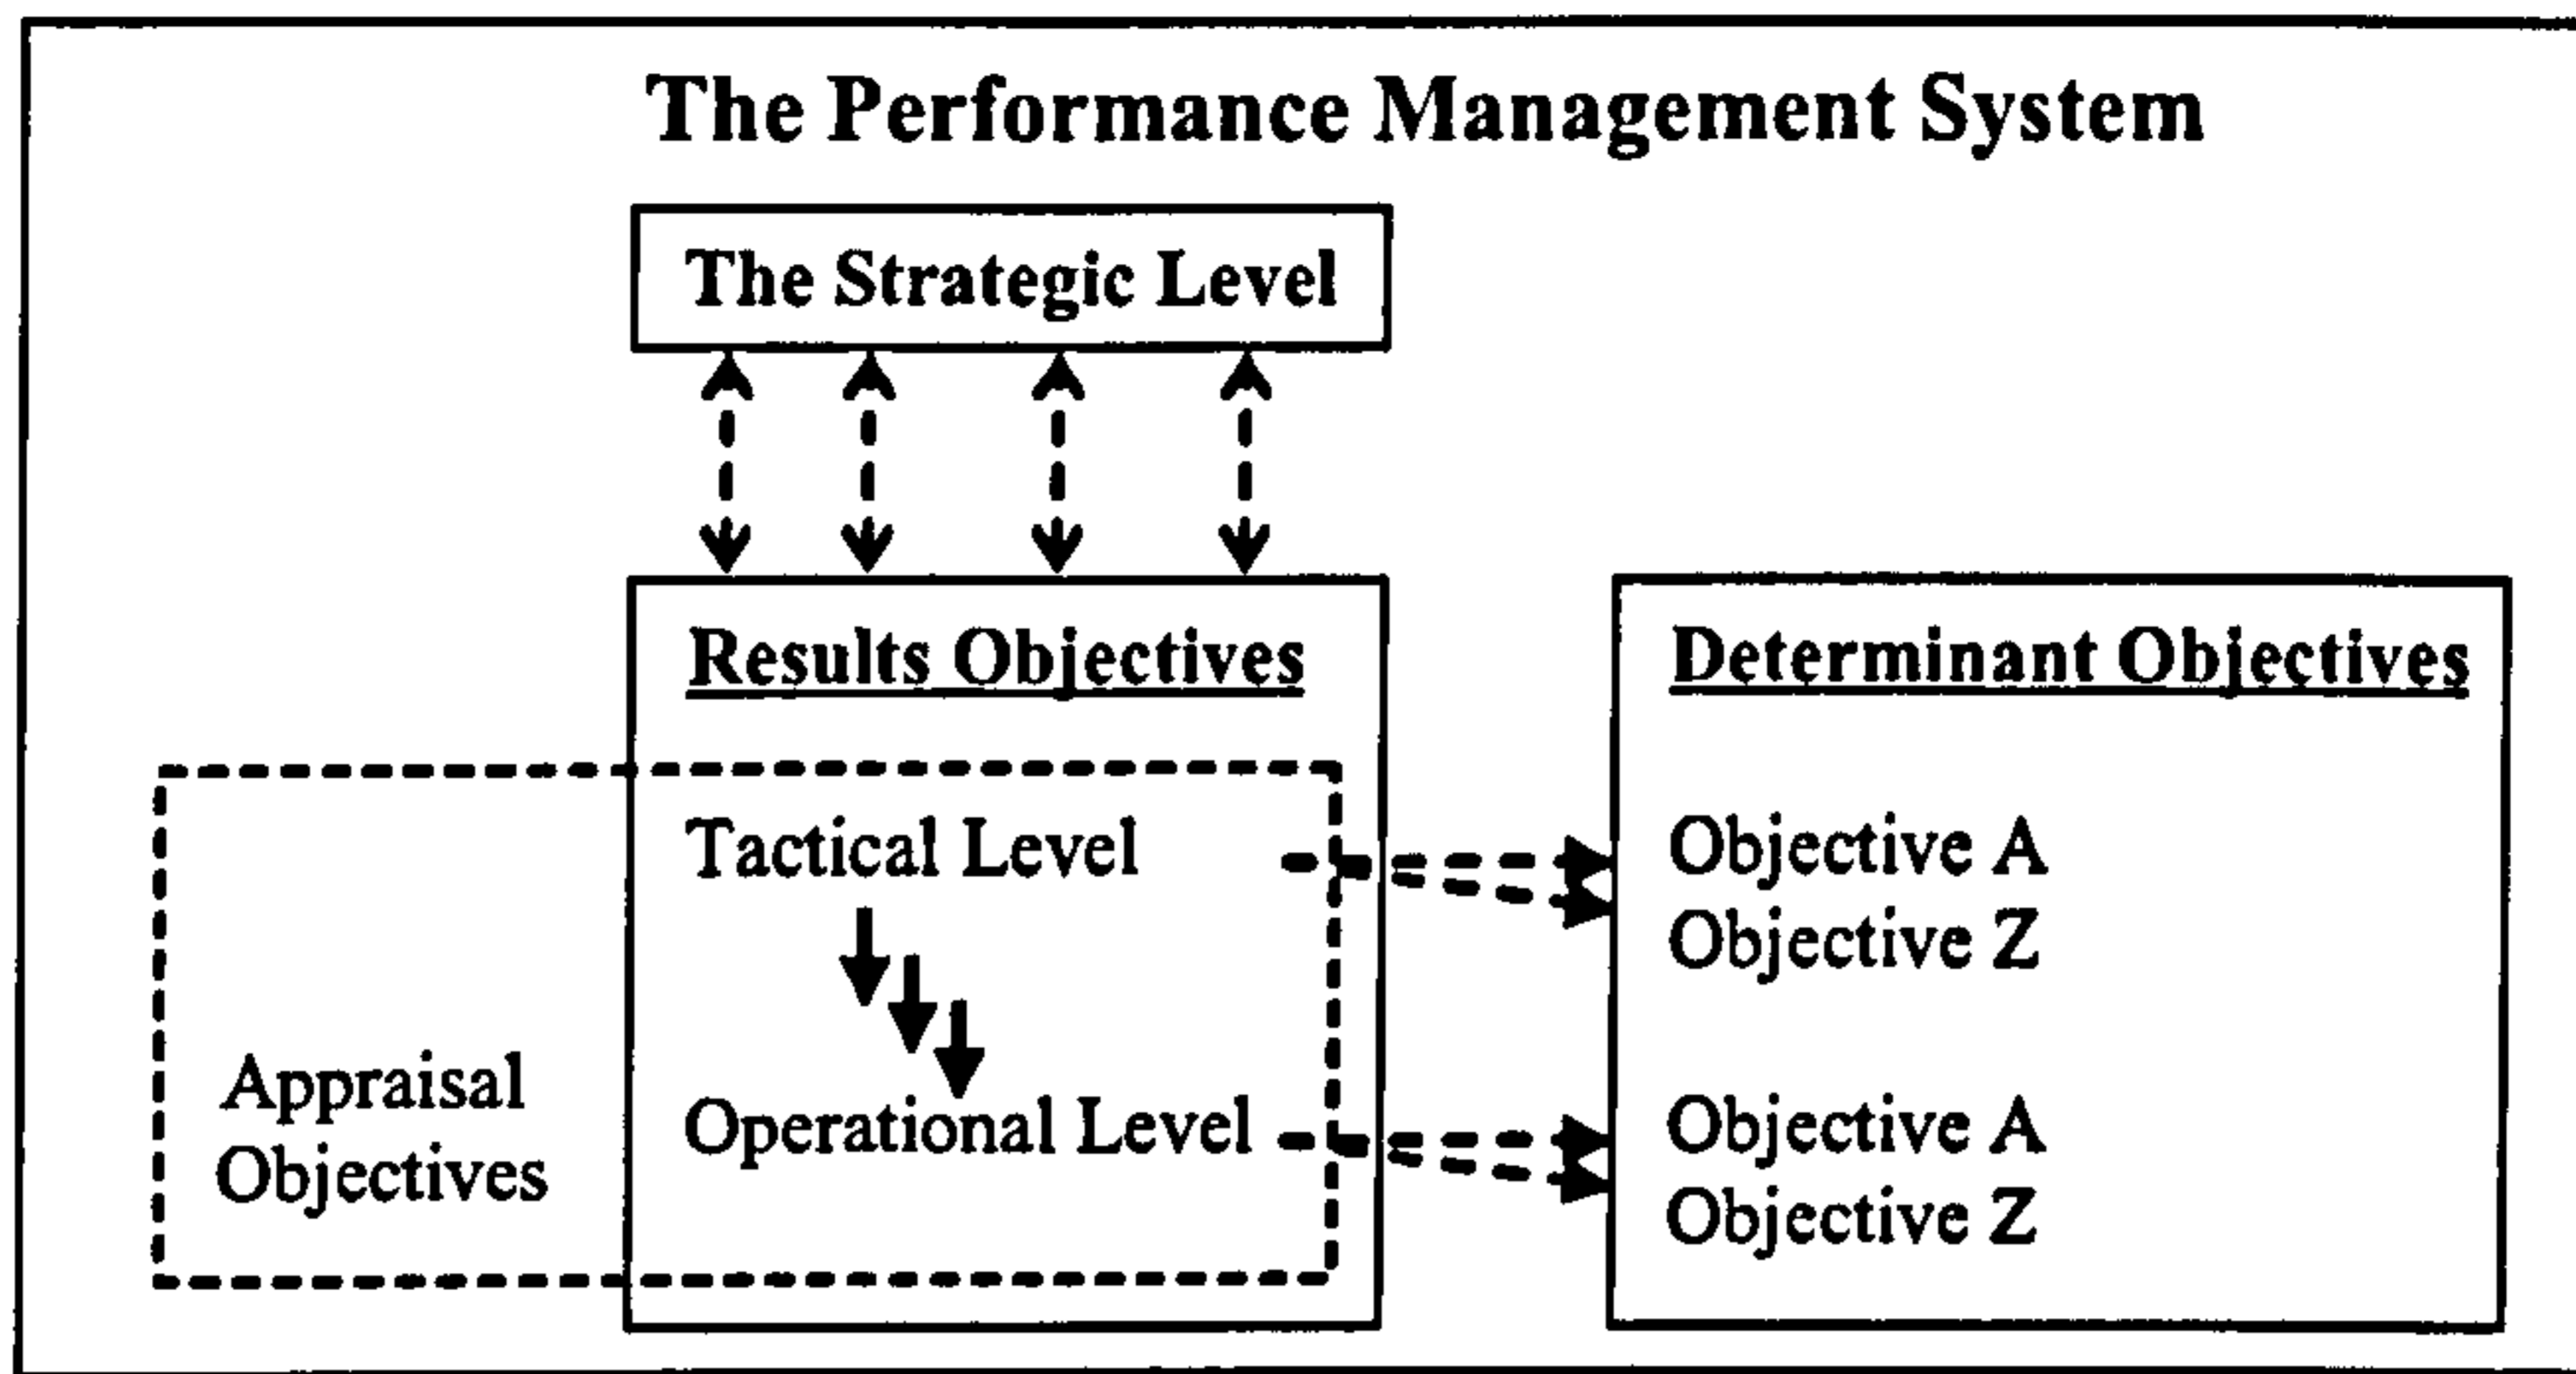 The Performance Management System
The Strategic Level
Results Objectives
Tactical Level
Operational Level
Appraisal
Objectives
Determinant Objectives
Objective A
Objective Z
Objective A
Objective Z